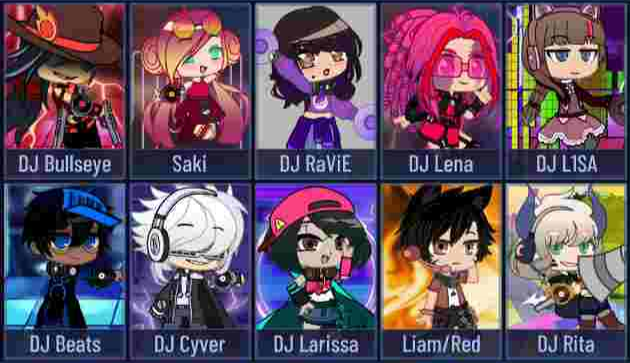 DJ Bullseye
Saki
DJ RaViE
DJ Lena
DJ L1SA
DJ Beats
DJ Cyver
DJ Larissa
Liam/Red
DJ Rita